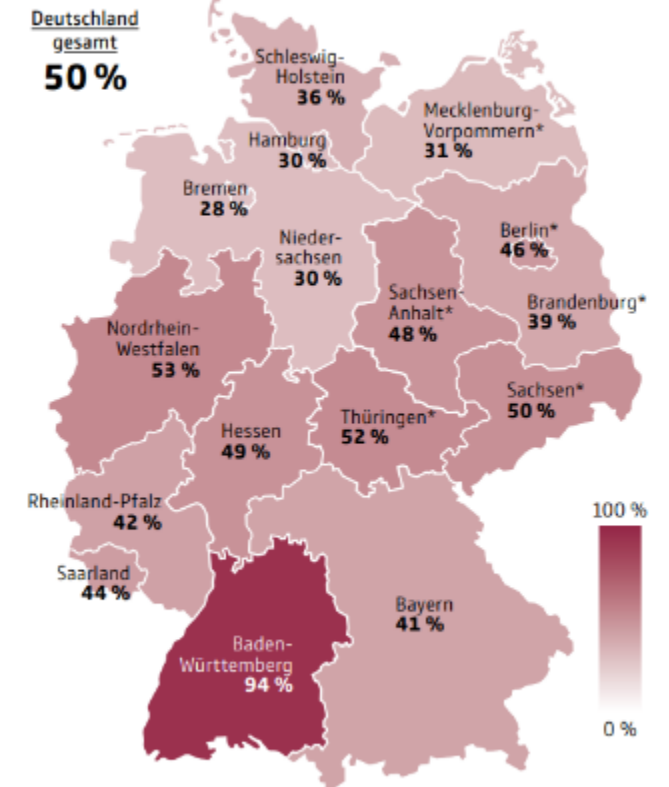 Deutschland
gesamt
50 %
Schleswig-
Holstein
36 %
Mecklenburg-
Vorpommern*
31 %
Hamburg
30 %
Bremen
28 %
Nieder-
sachsen
30 %
Berlin*
46 %
Brandenburg*
39 %
Sachsen-
Anhalt*
48 %
Nordrhein-
Westfalen
53 %
Sachsen*
50 %
Thüringen*
52 %
Hessen
49 %
Rheinland-Pfalz
42 %
Saarland
44 %
Bayern
41 %
Baden-
Württemberg
94 %
100 %
0 %